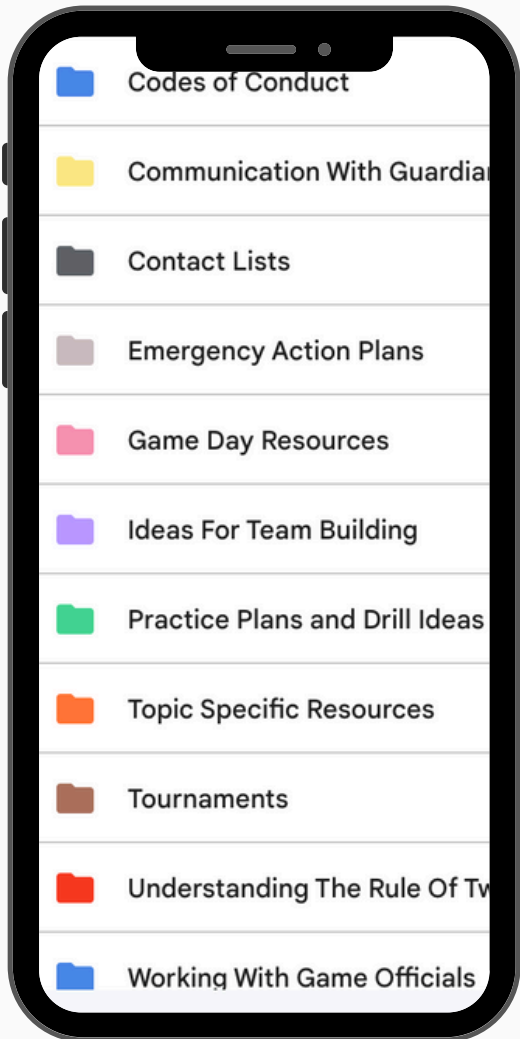 Codes of Conduct
Communication With Guardian
Contact Lists
Emergency Action Plans
Game Day Resources
Ideas For Team Building
Practice Plans and Drill Ideas
Topic Specific Resources
Tournaments
Understanding The Rule Of Tw
Working With Game Officials